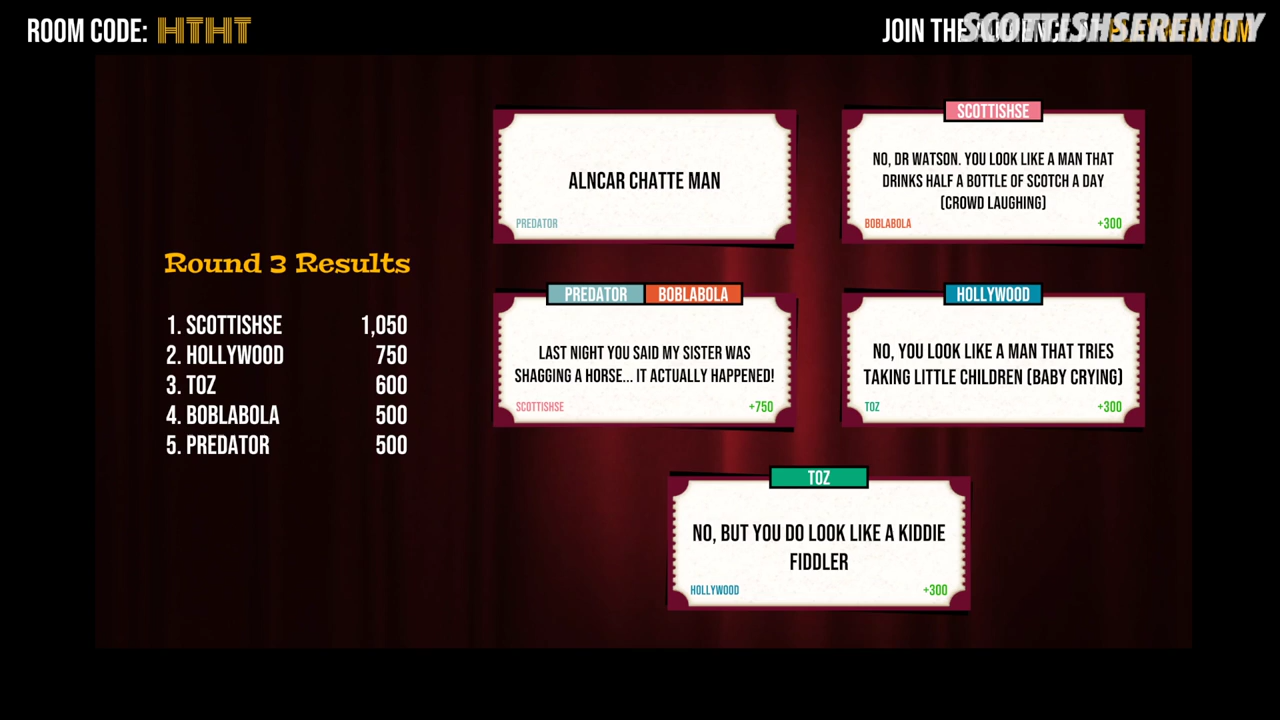 ROOM CODE: HTHT
JOIN THE
SCOTTISHSERENITY
Round 3 Results
1. SCOTTISHSE 1,050
2. HOLLYWOOD 750
3. TOZ 600
4. BOBLABOLA 500
5. PREDATOR 500
ALNCAR CHATTE MAN
PREDATOR
SCOTTISHSE
NO, DR WATSON. YOU LOOK LIKE A MAN THAT
DRINKS HALF A BOTTLE OF SCOTCH A DAY
(CROWD LAUGHING)
BOBLABOLA +300
PREDATOR BOBLABOLA
LAST NIGHT YOU SAID MY SISTER WAS
SHAGGING A HORSE... IT ACTUALLY HAPPENED!
SCOTTISHSE +750
HOLLYWOOD
NO, YOU LOOK LIKE A MAN THAT TRIES
TAKING LITTLE CHILDREN (BABY CRYING)
TOZ +300
TOZ
NO, BUT YOU DO LOOK LIKE A KIDDIE
FIDDLER
HOLLYWOOD +300